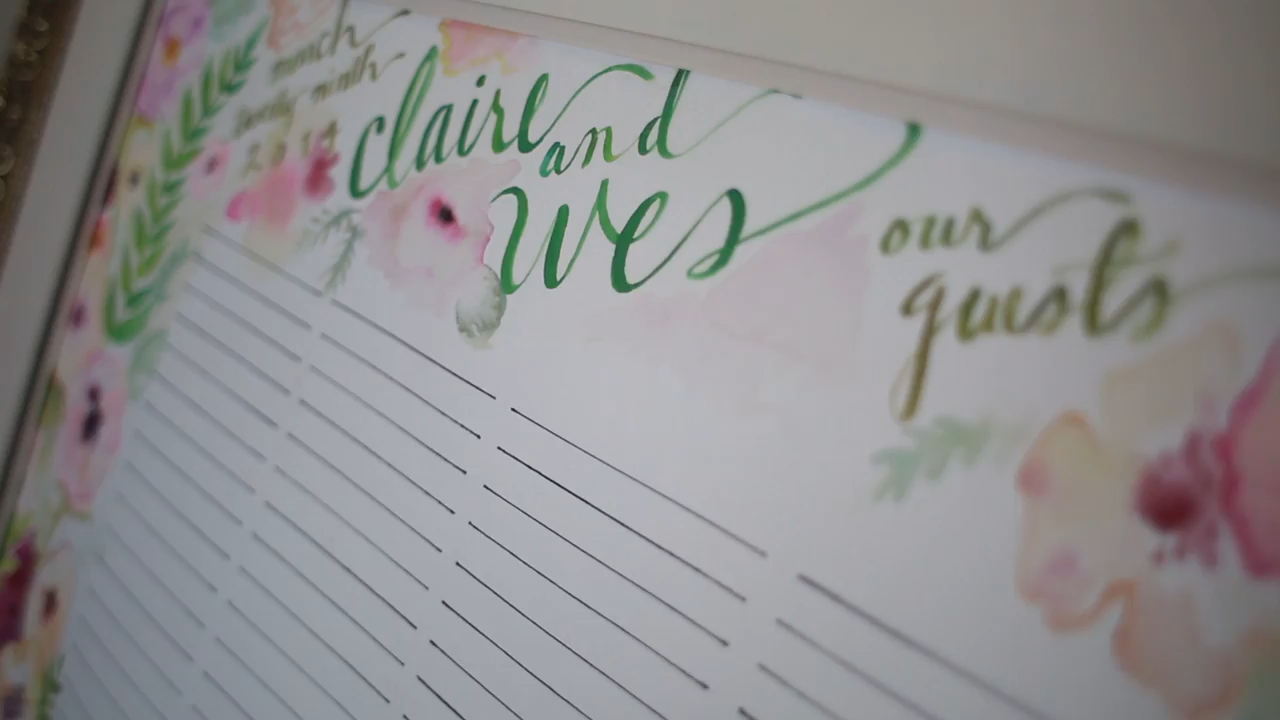 march
twenty-ninth
2014
claire
and
wes
our
guests